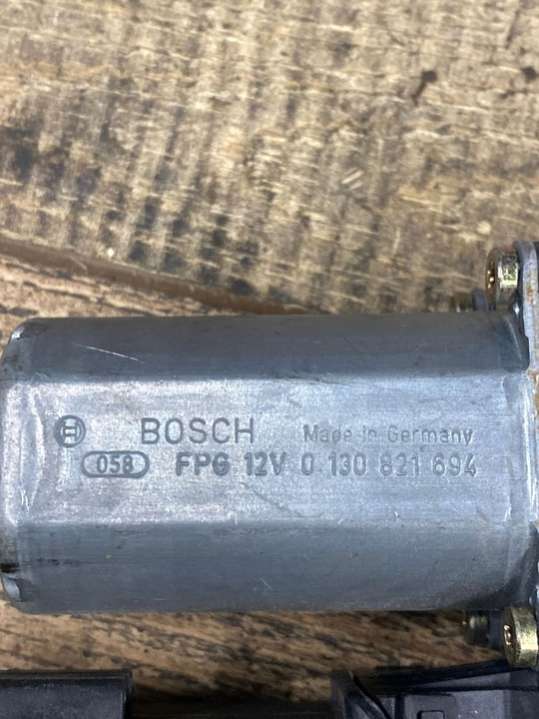 BOSCH Made in Germany
058 FPG 12V 0 130 821 694